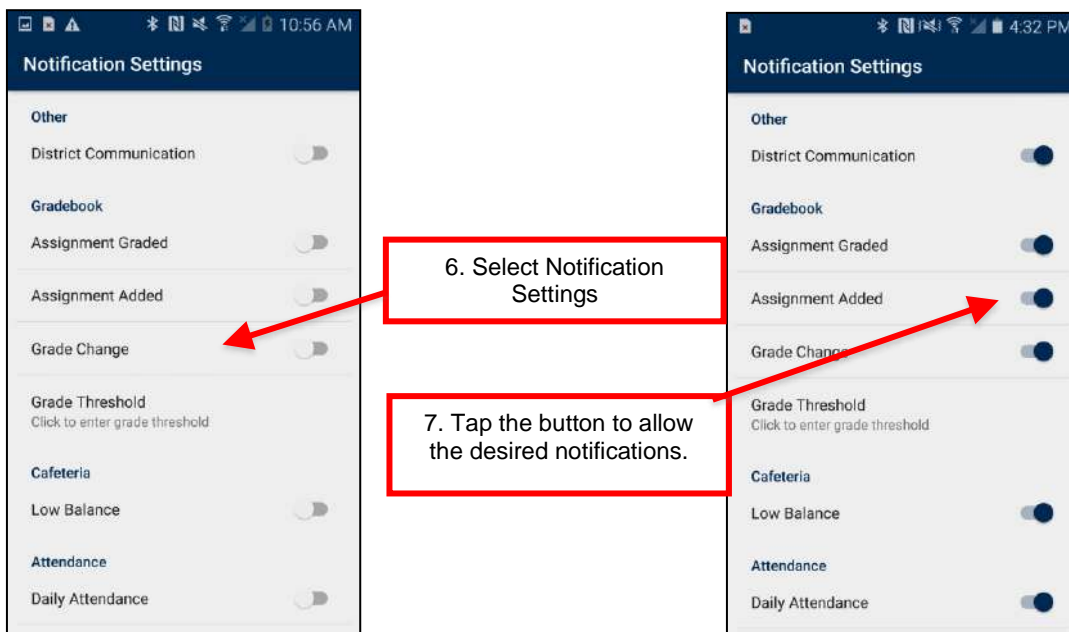 10:56 AM
Notification Settings
Other
District Communication
Gradebook
Assignment Graded
Assignment Added
Grade Change
Grade Threshold
Click to enter grade threshold
Cafeteria
Low Balance
Attendance
Daily Attendance
6. Select Notification
Settings
7. Tap the button to allow
the desired notifications.
4:32 PM
Notification Settings
Other
District Communication
Gradebook
Assignment Graded
Assignment Added
Grade Change
Grade Threshold
Click to enter grade threshold
Cafeteria
Low Balance
Attendance
Daily Attendance